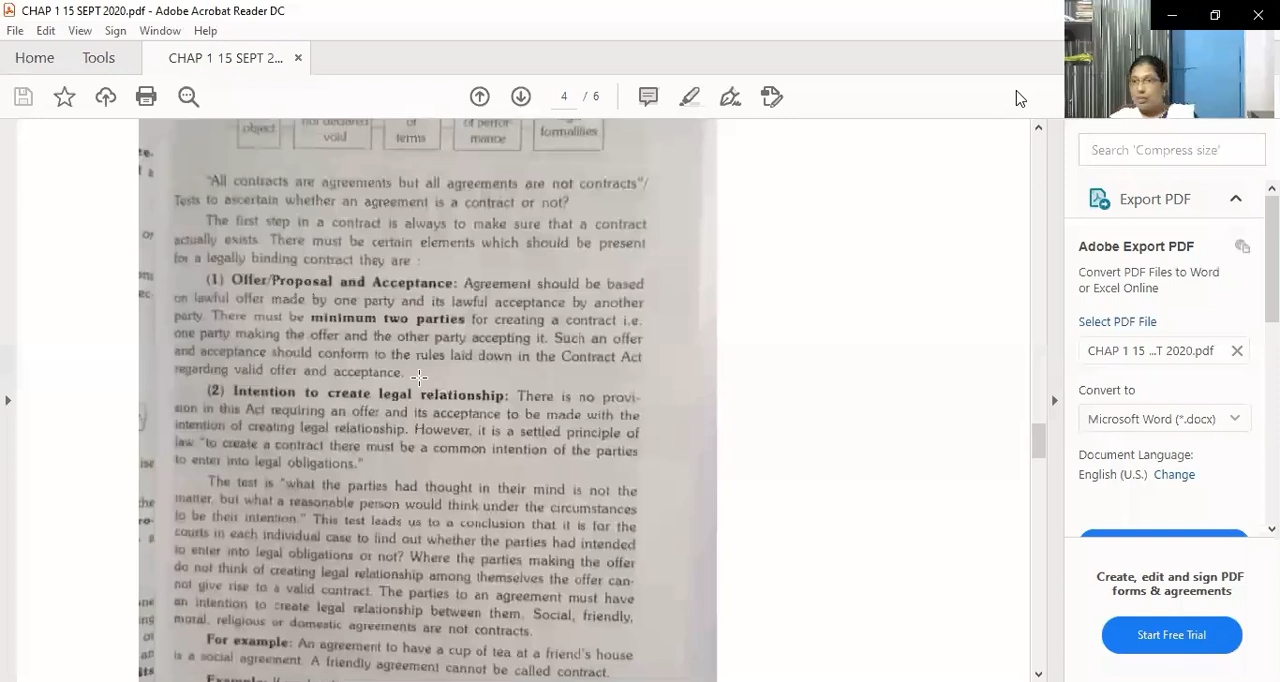 CHAP 1 15 SEPT 2020.pdf - Adobe Acrobat Reader DC
File Edit View Sign Window Help
Home Tools CHAP 1 15 SEPT 2...
4 / 6
object
void
of
terms
of perfor-
mance
formalities
"All contracts are agreements but all agreements are not contracts"/
Tests to ascertain whether an agreement is a contract or not?
The first step in a contract is always to make sure that a contract
actually exists. There must be certain elements which should be present
for a legally binding contract they are :
(1) Offer/Proposal and Acceptance: Agreement should be based
on lawful offer made by one party and its lawful acceptance by another
party. There must be minimum two parties for creating a contract i.e.
one party making the offer and the other party accepting it. Such an offer
and acceptance should conform to the rules laid down in the Contract Act
regarding valid offer and acceptance.
(2) Intention to create legal relationship: There is no provi-
sion in this Act requiring an offer and its acceptance to be made with the
intention of creating legal relationship. However, it is a settled principle of
law "to create a contract there must be a common intention of the parties
to enter into legal obligations."
The test is "what the parties had thought in their mind is not the
matter, but what a reasonable person would think under the circumstances
to be their intention." This test leads us to a conclusion that it is for the
courts in each individual case to find out whether the parties had intended
to enter into legal obligations or not? Where the parties making the offer
do not think of creating legal relationship among themselves the offer can-
not give rise to a valid contract. The parties to an agreement must have
an intention to create legal relationship between them. Social, friendly,
moral, religious or domestic agreements are not contracts.
For example: An agreement to have a cup of tea at a friend's house
is a social agreement. A friendly agreement cannot be called contract.
Search 'Compress size'
Export PDF
Adobe Export PDF
Convert PDF Files to Word
or Excel Online
Select PDF File
CHAP 1 15 ...T 2020.pdf
Convert to
Microsoft Word (*.docx)
Document Language:
English (U.S.) Change
Create, edit and sign PDF
forms & agreements
Start Free Trial